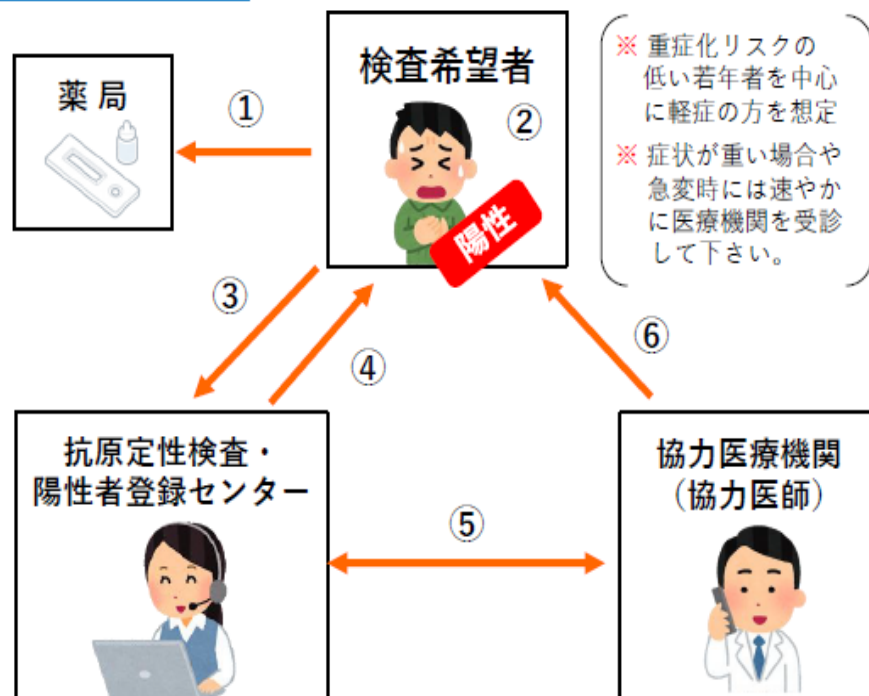 薬 局
①
検査希望者
②
陽性
※ 重症化リスクの
低い若年者を中心
に軽症の方を想定
※ 症状が重い場合や
急変時には速やか
に医療機関を受診
して下さい。
③
④
⑥
抗原定性検査・
陽性者登録センター
⑤
協力医療機関
（協力医師）